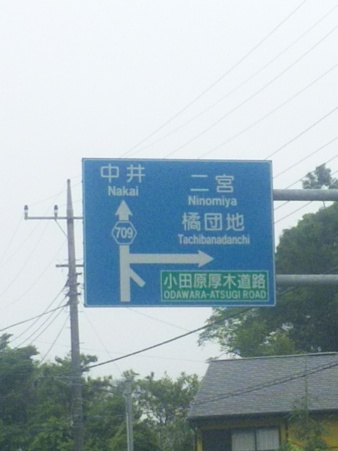 中井
Nakai
二宮
Ninomiya
橘団地
Tachibanadanchi
709
小田原厚木道路
ODAWARA-ATSUGI ROAD